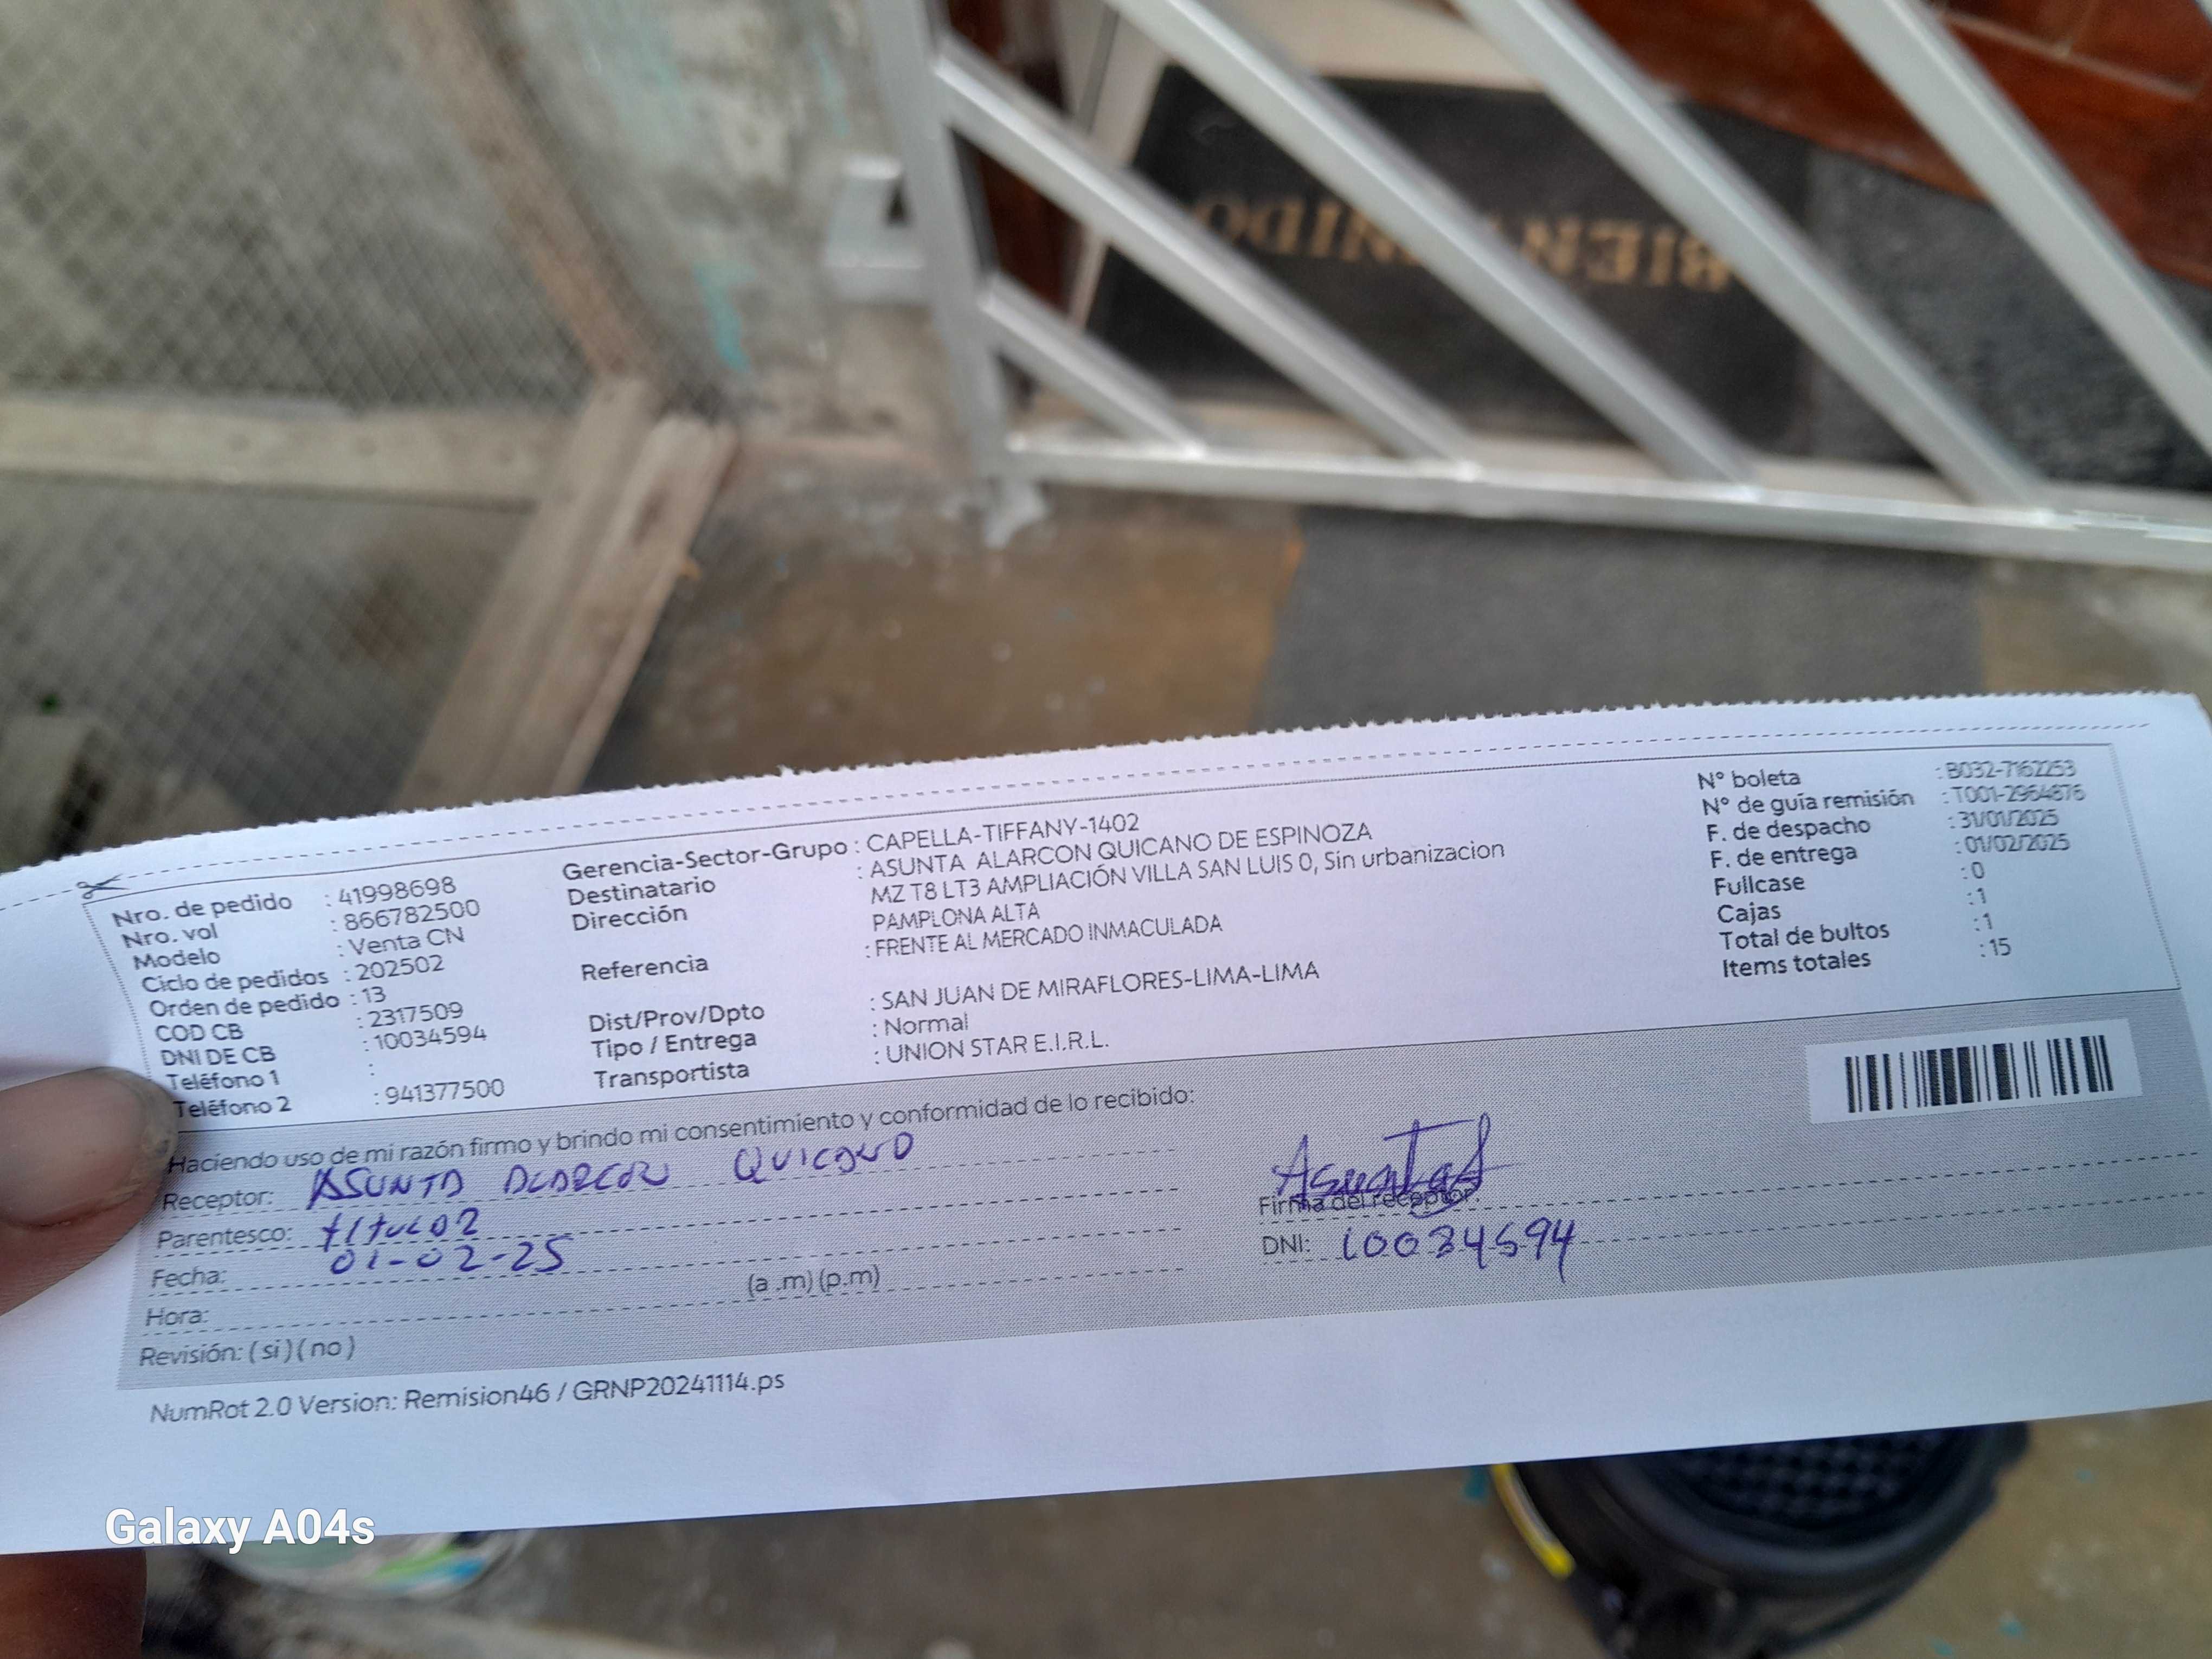 BIENVENIDO
Nro. de pedido : 41998698
Nro. vol : 866782500
Modelo : Venta CN
Ciclo de pedidos : 202502
Orden de pedido : 13
COD CB : 2317509
DNI DE CB : 10034594
Teléfono 1 :
Teléfono 2 : 941377500
Gerencia-Sector-Grupo : CAPELLA-TIFFANY-1402
Destinatario : ASUNTA ALARCON QUICANO DE ESPINOZA
Dirección MZ T8 LT3 AMPLIACIÓN VILLA SAN LUIS 0, Sin urbanizacion
PAMPLONA ALTA
Referencia : FRENTE AL MERCADO INMACULADA
Dist/Prov/Dpto : SAN JUAN DE MIRAFLORES-LIMA-LIMA
Tipo / Entrega : Normal
Transportista : UNION STAR E.I.R.L.
N° boleta : B032-7162253
N° de guía remisión : T001-2964876
F. de despacho : 31/01/2025
F. de entrega : 01/02/2025
Fullcase : 0
Cajas : 1
Total de bultos : 1
Items totales : 15
Haciendo uso de mi razón firmo y brindo mi consentimiento y conformidad de lo recibido:
Receptor: ASUNTA ALARCON QUICANO
Parentesco: titular
Fecha: 01-02-25
Hora: (a .m) (p.m)
Revisión: ( si ) ( no )
Asunta
Firma del receptor:
DNI: 10034594
NumRot 2.0 Version: Remision46 / GRNP20241114.ps
Galaxy A04s